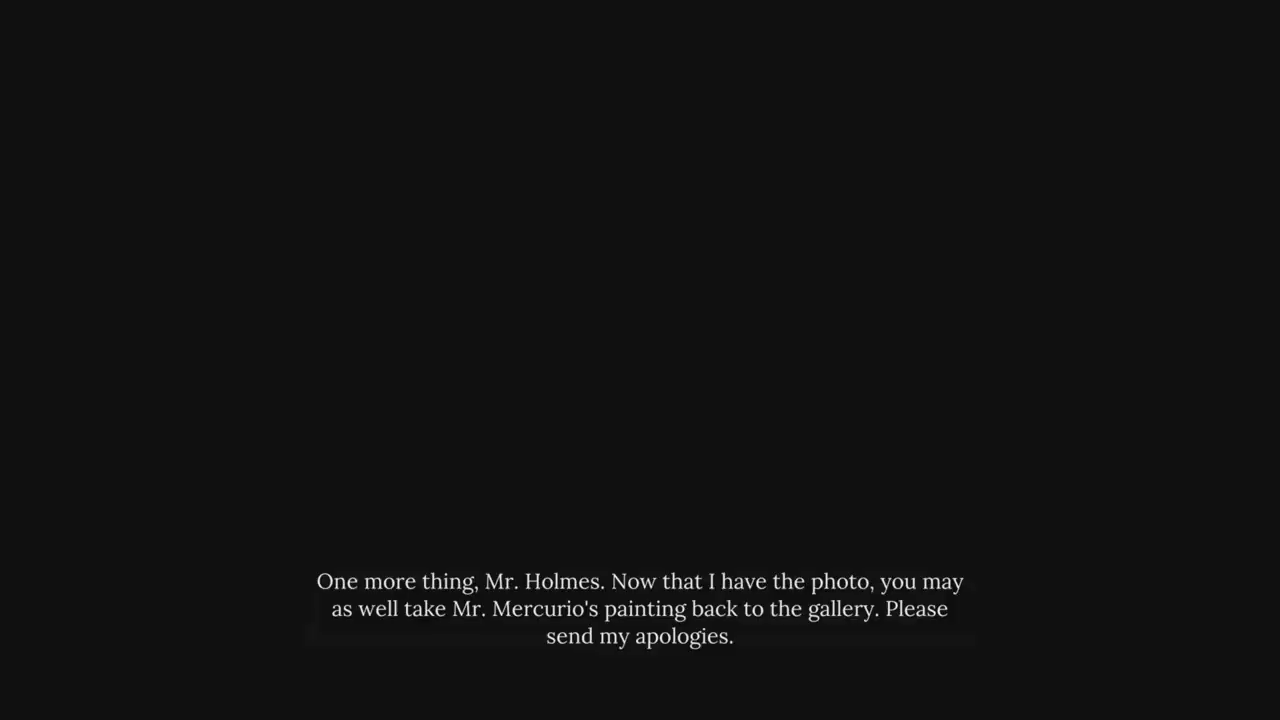 One more thing, Mr. Holmes. Now that I have the photo, you may
as well take Mr. Mercurio's painting back to the gallery. Please
send my apologies.